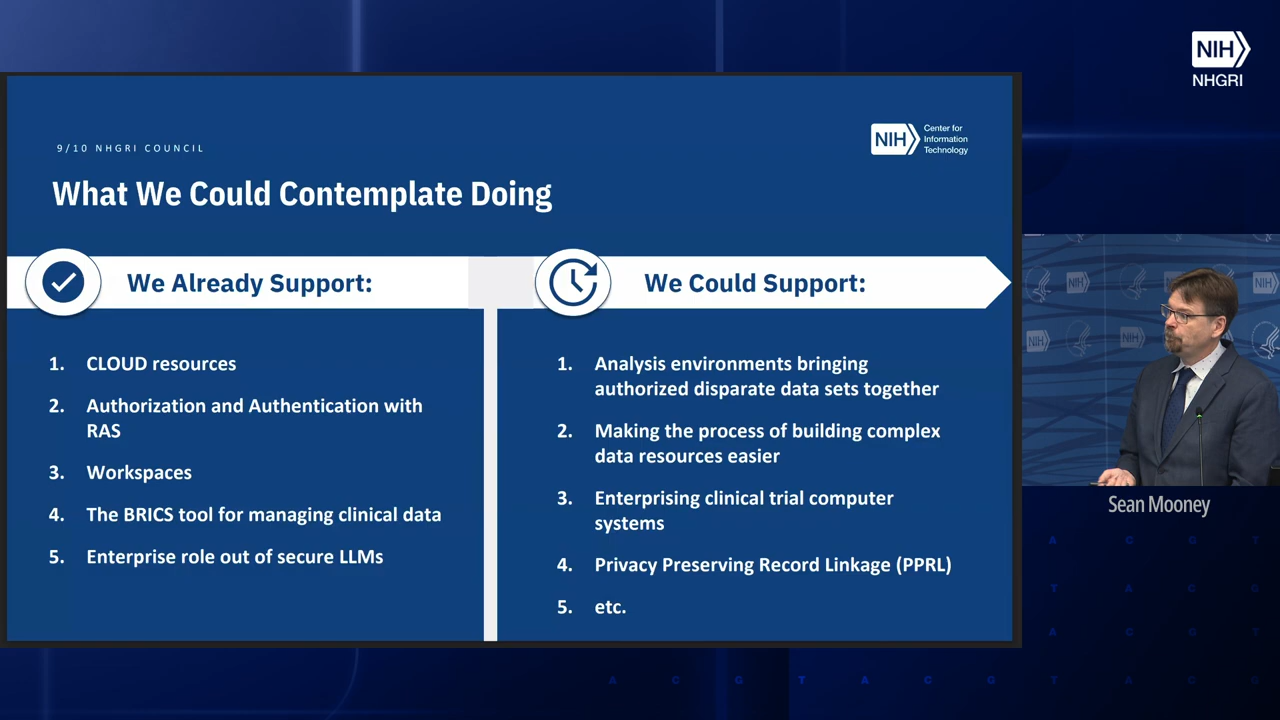 NIH
NHGRI
9/10 NHGRI COUNCIL
NIH
Center for
Information
Technology
What We Could Contemplate Doing
We Already Support:
1. CLOUD resources
2. Authorization and Authentication with
RAS
3. Workspaces
4. The BRICS tool for managing clinical data
5. Enterprise role out of secure LLMs
We Could Support:
1. Analysis environments bringing
authorized disparate data sets together
2. Making the process of building complex
data resources easier
3. Enterprising clinical trial computer
systems
4. Privacy Preserving Record Linkage (PPRL)
5. etc.
NIH
NIH
NIH
NIH
Sean Mooney
A C G T
T A C G
A C G T
A C G T A C G T A C G